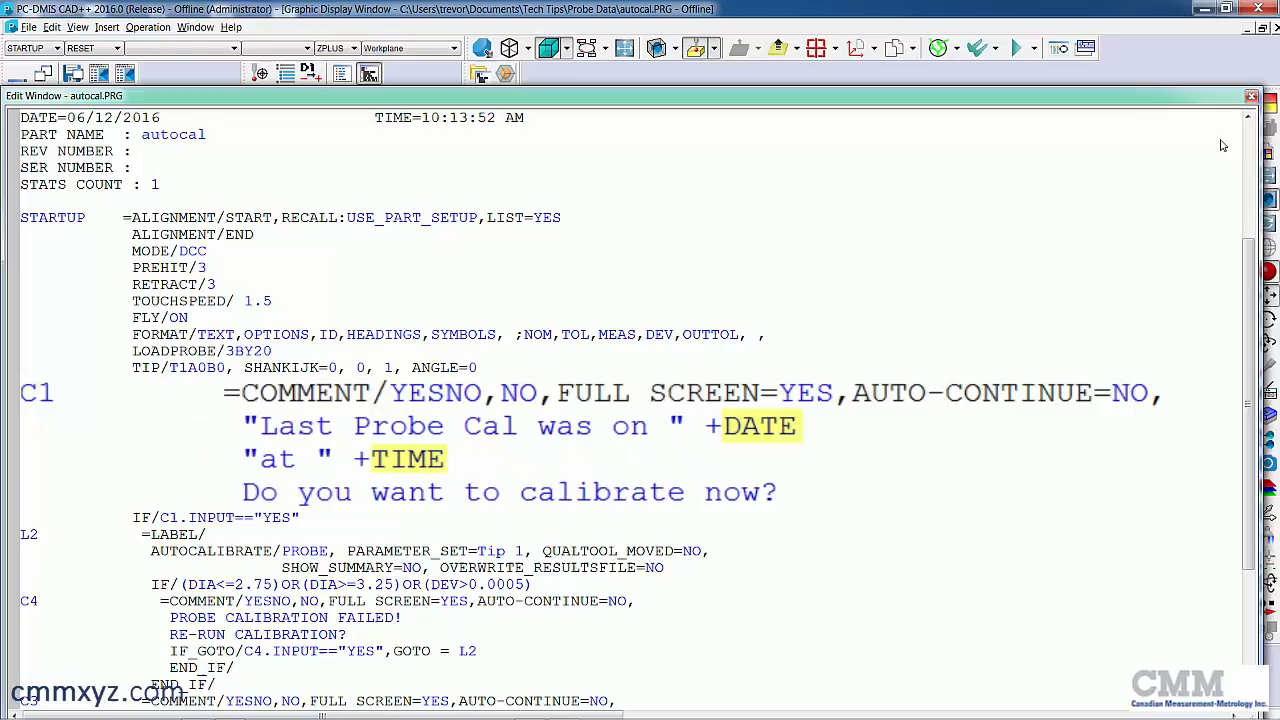 PC-DMIS CAD++ 2016.0 (Release) - Offline (Administrator) - [Graphic Display Window - C:\Users\trevor\Documents\Tech Tips\Probe Data\autocal.PRG - Offline]
File Edit View Insert Operation Window Help
STARTUP RESET ZPLUS Workplane
Edit Window - autocal.PRG
DATE=06/12/2016 TIME=10:13:52 AM
PART NAME : autocal
REV NUMBER :
SER NUMBER :
STATS COUNT : 1
STARTUP =ALIGNMENT/START,RECALL:USE_PART_SETUP,LIST=YES
ALIGNMENT/END
MODE/DCC
PREHIT/3
RETRACT/3
TOUCHSPEED/ 1.5
FLY/ON
FORMAT/TEXT,OPTIONS,ID,HEADINGS,SYMBOLS, ;NOM,TOL,MEAS,DEV,OUTTOL, ,
LOADPROBE/3BY20
TIP/T1A0B0, SHANKIJK=0, 0, 1, ANGLE=0
C1 =COMMENT/YESNO,NO,FULL SCREEN=YES,AUTO-CONTINUE=NO,
"Last Probe Cal was on " +DATE
"at " +TIME
Do you want to calibrate now?
IF/C1.INPUT=="YES"
L2 =LABEL/
AUTOCALIBRATE/PROBE, PARAMETER_SET=Tip 1, QUALTOOL_MOVED=NO,
SHOW_SUMMARY=NO, OVERWRITE_RESULTSFILE=NO
IF/(DIA<=2.75)OR(DIA>=3.25)OR(DEV>0.0005)
C4 =COMMENT/YESNO,NO,FULL SCREEN=YES,AUTO-CONTINUE=NO,
PROBE CALIBRATION FAILED!
RE-RUN CALIBRATION?
IF_GOTO/C4.INPUT=="YES",GOTO = L2
END_IF/
END_IF/
C3 =COMMENT/YESNO,NO,FULL SCREEN=YES,AUTO-CONTINUE=NO,
cmmxyz.com
CMM
Canadian Measurement-Metrology Inc.